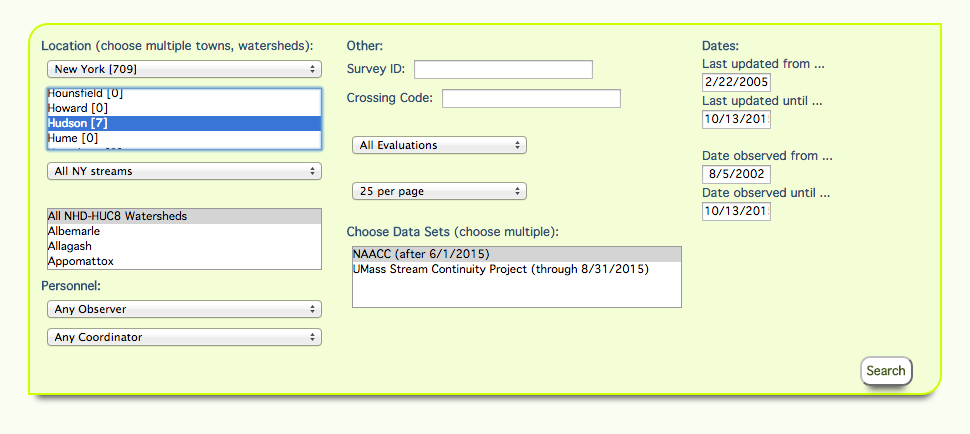 Location (choose multiple towns, watersheds):
New York [709]
Hounsfield [0]
Howard [0]
Hudson [7]
Hume [0]
All NY streams
All NHD-HUC8 Watersheds
Albemarle
Allagash
Appomattox
Personnel:
Any Observer
Any Coordinator
Other:
Survey ID:
Crossing Code:
All Evaluations
25 per page
Choose Data Sets (choose multiple):
NAACC (after 6/1/2015)
UMass Stream Continuity Project (through 8/31/2015)
Dates:
Last updated from ...
2/22/2005
Last updated until ...
10/13/201
Date observed from ...
8/5/2002
Date observed until ...
10/13/201
Search